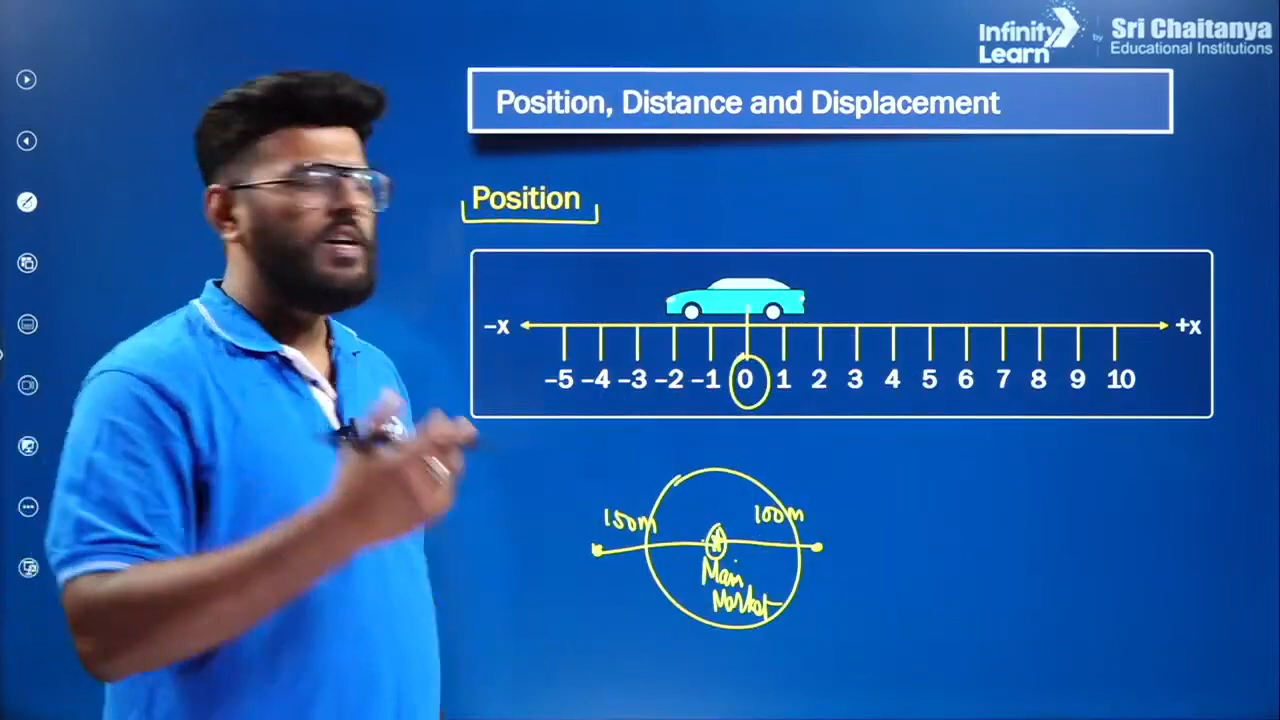 Infinity Learn by Sri Chaitanya Educational Institutions
Position, Distance and Displacement
Position
-x +x
-5 -4 -3 -2 -1 0 1 2 3 4 5 6 7 8 9 10
150m 100m
Main
Market